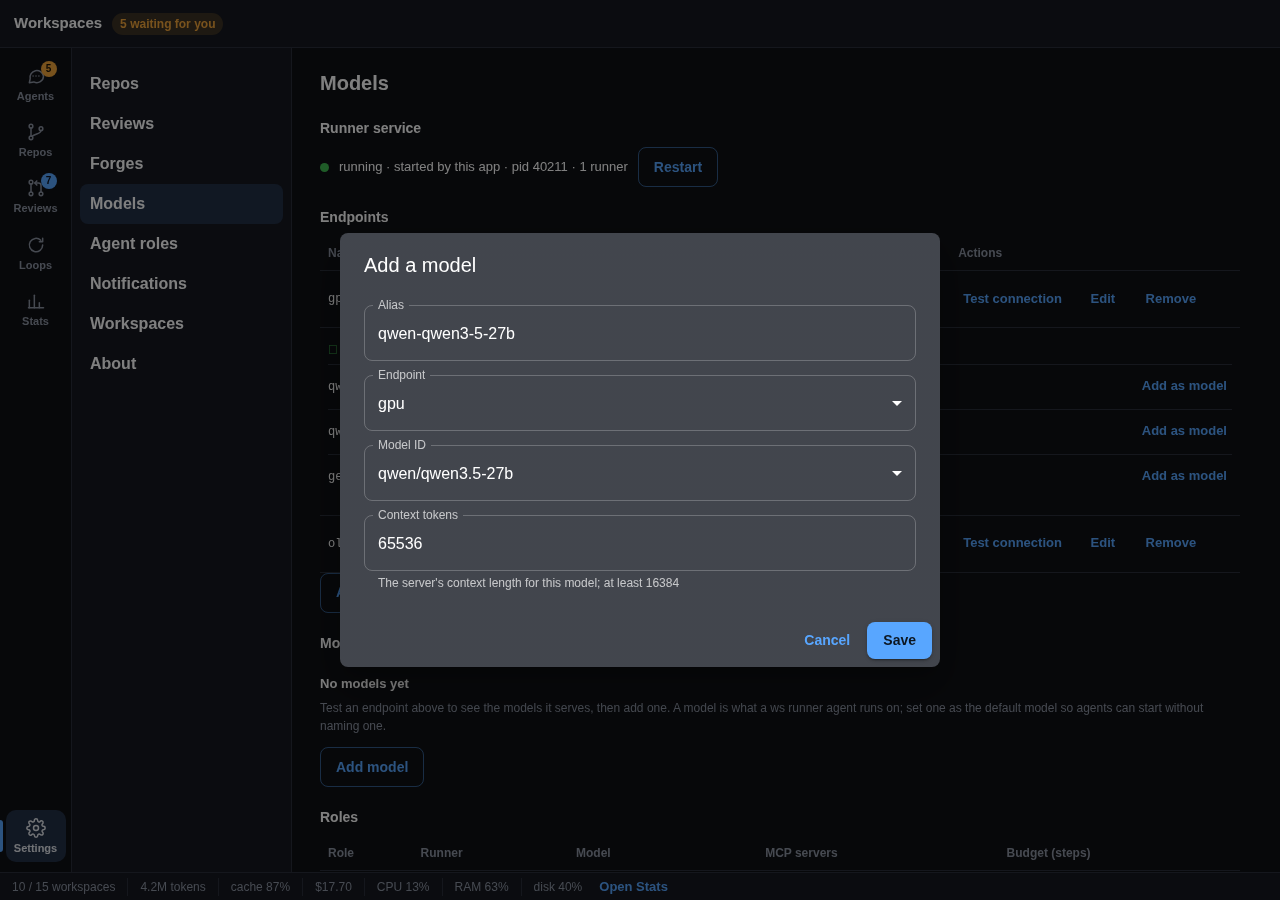 Workspaces
5 waiting for you
5
Agents
Repos
7
Reviews
Loops
Stats
Settings
Repos
Reviews
Forges
Models
Agent roles
Notifications
Workspaces
About
Models
Runner service
running · started by this app · pid 40211 · 1 runner
Restart
Endpoints
Actions
Test connection Edit Remove
Add as model
Add as model
Add as model
Test connection Edit Remove
Add a model
Alias
qwen-qwen3-5-27b
Endpoint
gpu
Model ID
qwen/qwen3.5-27b
Context tokens
65536
The server's context length for this model; at least 16384
Cancel
Save
No models yet
Test an endpoint above to see the models it serves, then add one. A model is what a ws runner agent runs on; set one as the default model so agents can start without
naming one.
Add model
Roles
Role Runner Model MCP servers Budget (steps)
10 / 15 workspaces 4.2M tokens cache 87% $17.70 CPU 13% RAM 63% disk 40% Open Stats